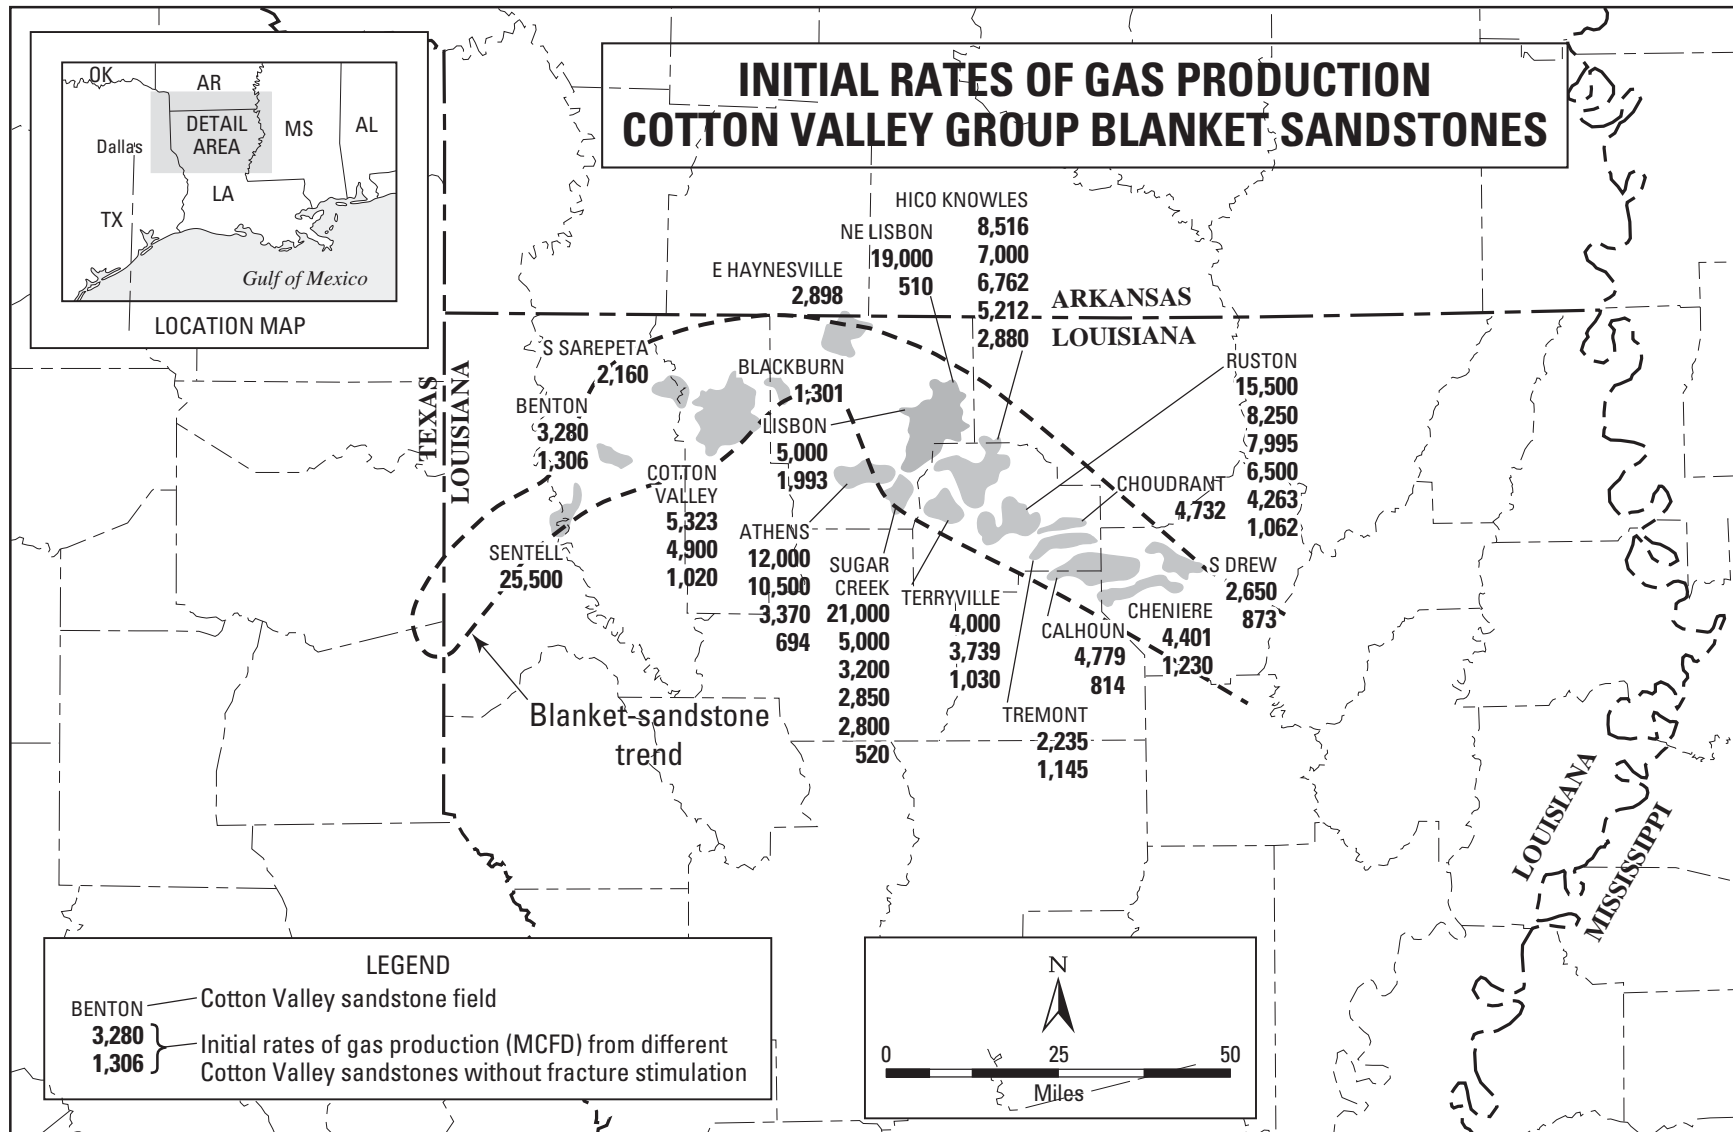 INITIAL RATES OF GAS PRODUCTION
COTTON VALLEY GROUP BLANKET SANDSTONES
OK
AR
DETAIL
AREA
MS
AL
Dallas
LA
TX
Gulf of Mexico
LOCATION MAP
HICO KNOWLES
8,516
7,000
6,762
5,212
2,880
NE LISBON
19,000
510
E HAYNESVILLE
2,898
ARKANSAS
LOUISIANA
S SAREPETA
2,160
BLACKBURN
1,301
RUSTON
15,500
8,250
7,995
6,500
4,263
1,062
TEXAS
LOUISIANA
BENTON
3,280
1,306
LISBON
5,000
1,993
COTTON
VALLEY
5,323
4,900
1,020
CHOUDRANT
4,732
SENTELL
25,500
ATHENS
12,000
10,500
3,370
694
SUGAR
CREEK
21,000
5,000
3,200
2,850
2,800
520
TERRYVILLE
4,000
3,739
1,030
S DREW
2,650
873
CHENIERE
4,401
1,230
CALHOUN
4,779
814
TREMONT
2,235
1,145
Blanket-sandstone
trend
LOUISIANA
MISSISSIPPI
LEGEND
BENTON
3,280
1,306
Cotton Valley sandstone field
Initial rates of gas production (MCFD) from different
Cotton Valley sandstones without fracture stimulation
N
0 25 50
Miles